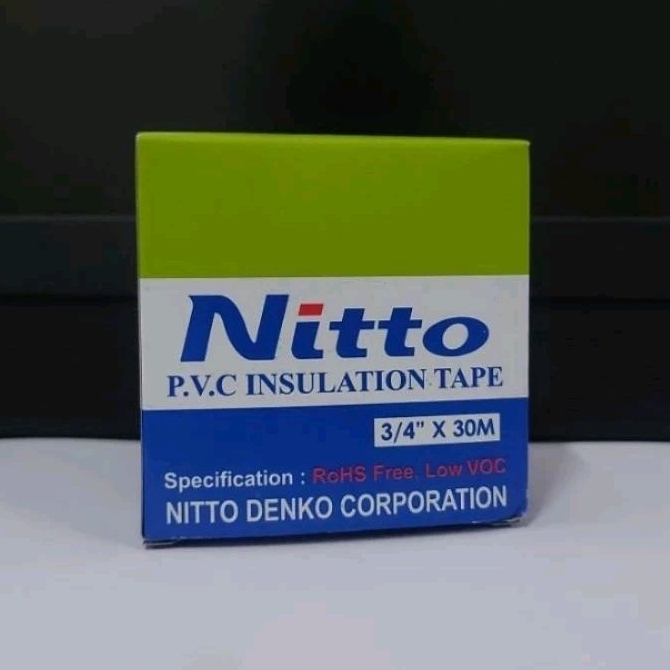 Nitto
P.V.C INSULATION TAPE
3/4" X 30M
Specification : RoHS Free, Low VOC
NITTO DENKO CORPORATION